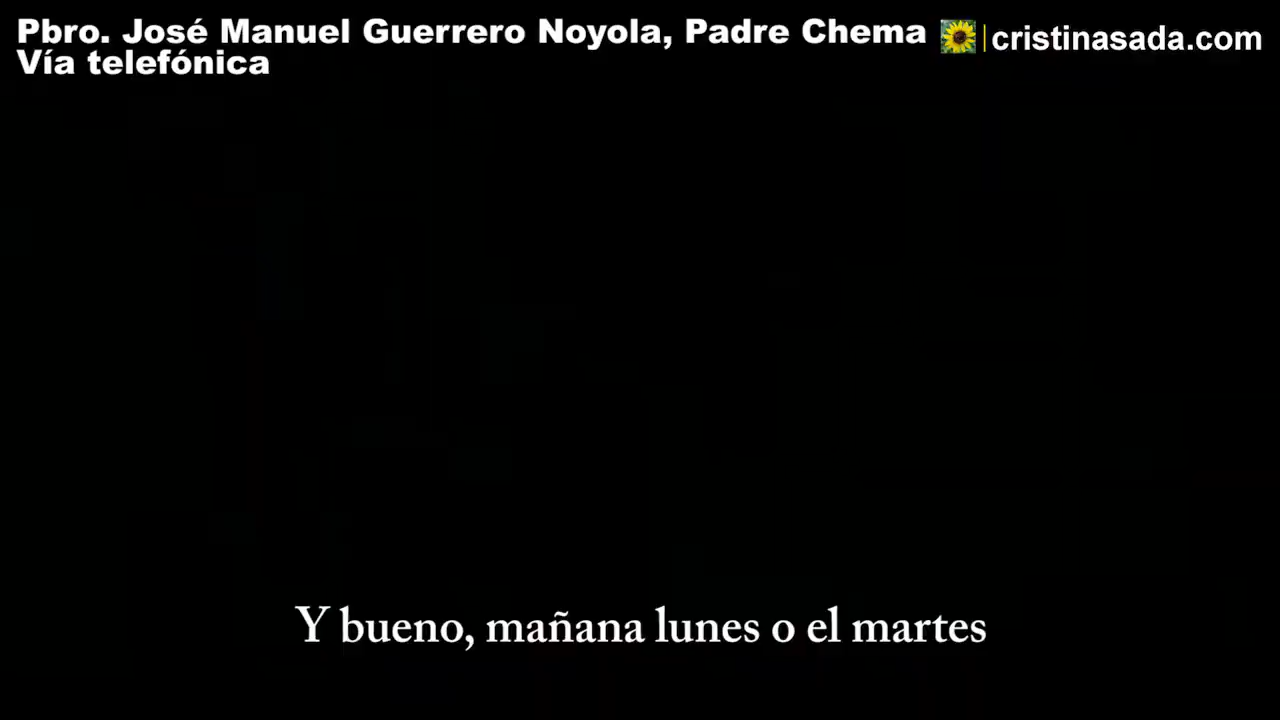 Pbro. José Manuel Guerrero Noyola, Padre Chema
Vía telefónica
cristinasada.com
Y bueno, mañana lunes o el martes